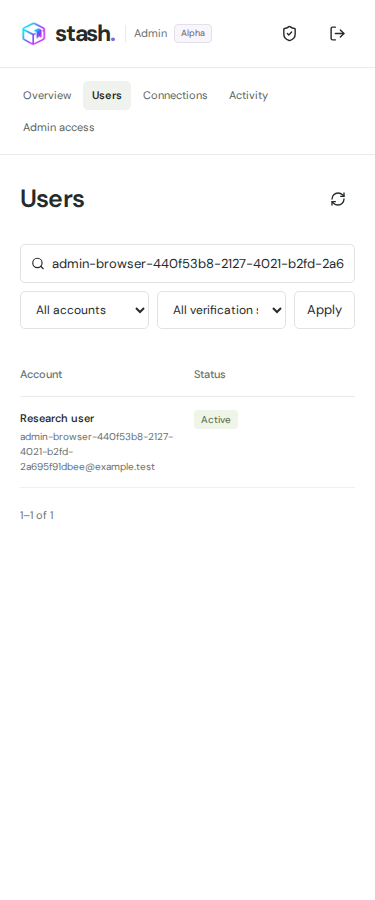 stash. Admin Alpha
Overview Users Connections Activity
Admin access
Users
admin-browser-440f53b8-2127-4021-b2fd-2a6
All accounts All verification Apply
Account Status
Research user Active
admin-browser-440f53b8-2127-
4021-b2fd-
2a695f91dbee@example.test
1–1 of 1